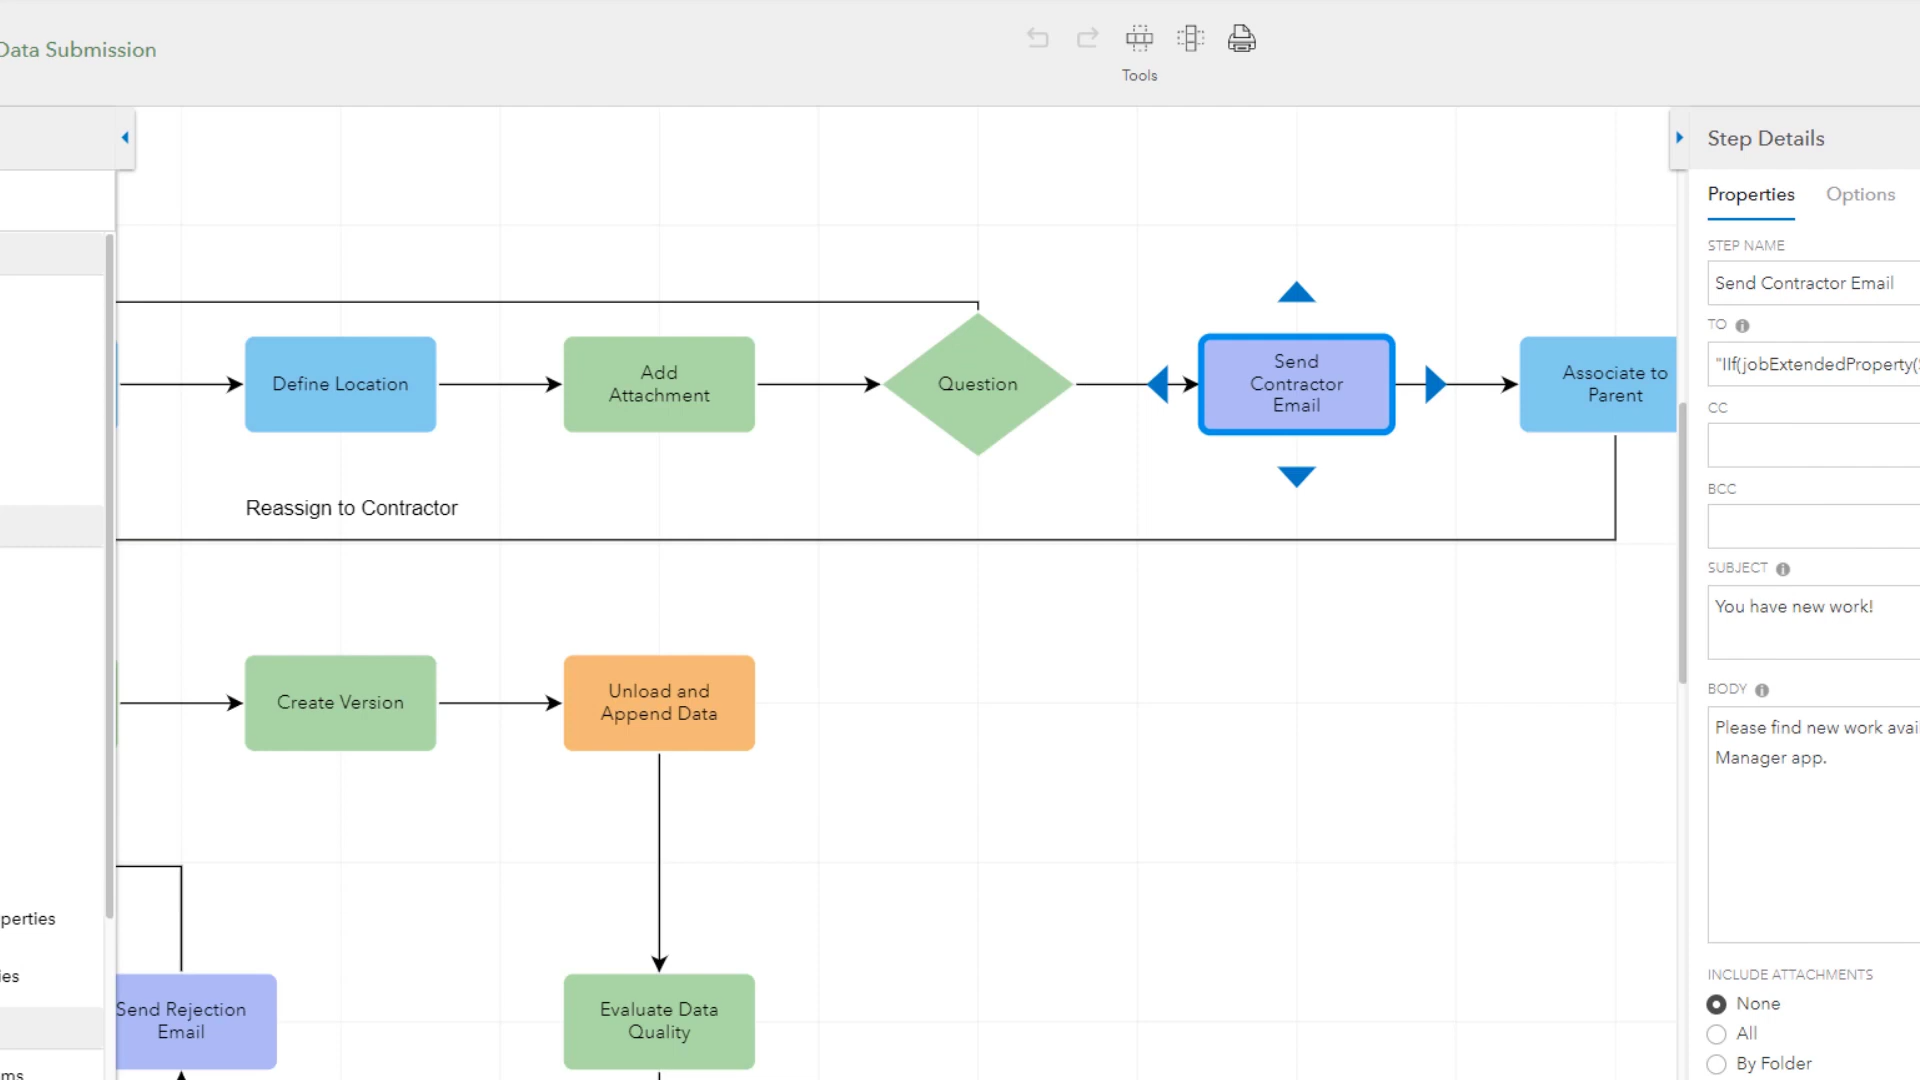 Data Submission
Tools
Step Details
Properties Options
STEP NAME
Send Contractor Email
TO
"IIf(jobExtendedProperty(
CC
BCC
SUBJECT
You have new work!
BODY
Please find new work avai
Manager app.
INCLUDE ATTACHMENTS
None
All
By Folder
Define Location
Add
Attachment
Question
Send
Contractor
Email
Associate to
Parent
Reassign to Contractor
Create Version
Unload and
Append Data
Send Rejection
Email
Evaluate Data
Quality
perties
ies
ms